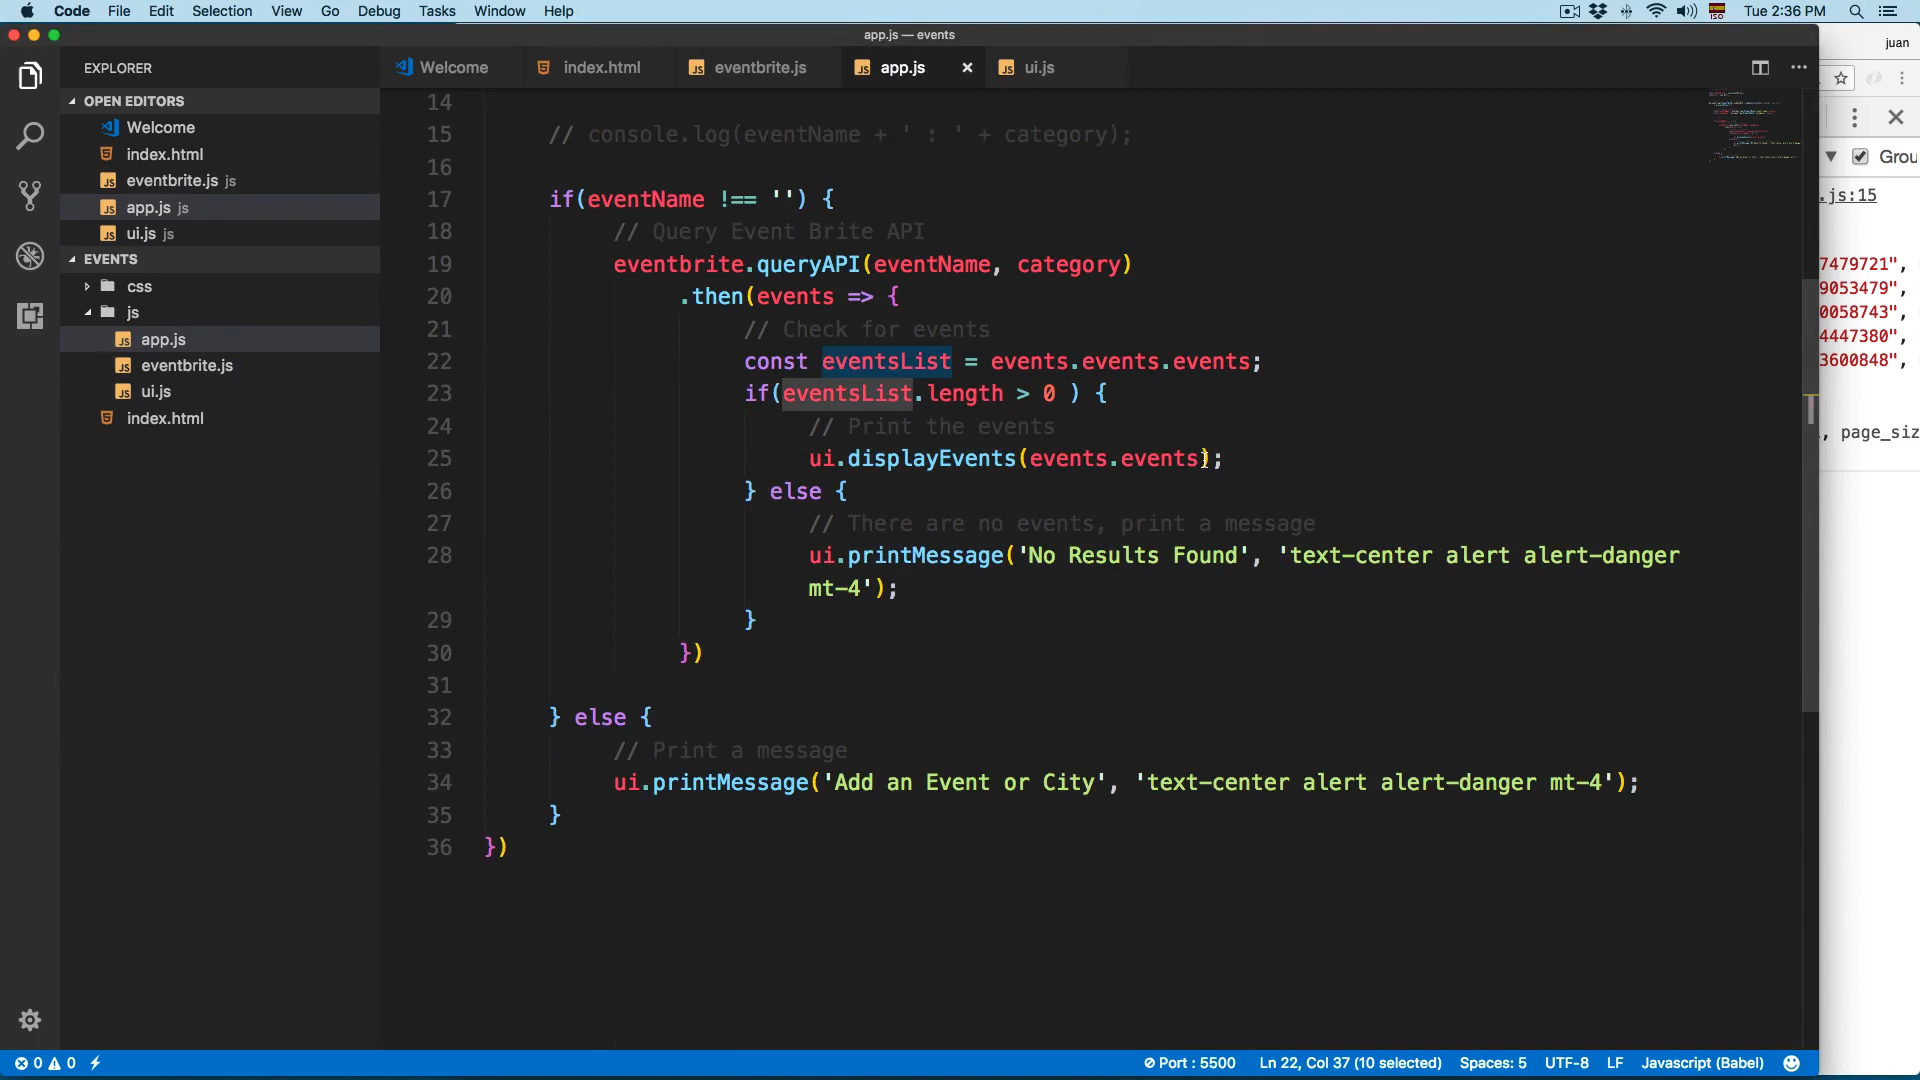 Code File Edit Selection View Go Debug Tasks Window Help
ISO Tue 2:36 PM
app.js — events
juan
EXPLORER
Welcome index.html eventbrite.js app.js ui.js
OPEN EDITORS
Welcome
index.html
eventbrite.js js
app.js js
ui.js js
EVENTS
css
js
app.js
eventbrite.js
ui.js
index.html
14
15 // console.log(eventName + ' : ' + category);
16
17 if(eventName !== '') {
18 // Query Event Brite API
19 eventbrite.queryAPI(eventName, category)
20 .then(events => {
21 // Check for events
22 const eventsList = events.events.events;
23 if(eventsList.length > 0 ) {
24 // Print the events
25 ui.displayEvents(events.events);
26 } else {
27 // There are no events, print a message
28 ui.printMessage('No Results Found', 'text-center alert alert-danger
mt-4');
29 }
30 })
31
32 } else {
33 // Print a message
34 ui.printMessage('Add an Event or City', 'text-center alert alert-danger mt-4');
35 }
36 })
Grou
.js:15
7479721",
9053479",
0058743",
4447380",
3600848",
, page_siz
0 0 Port : 5500 Ln 22, Col 37 (10 selected) Spaces: 5 UTF-8 LF Javascript (Babel)